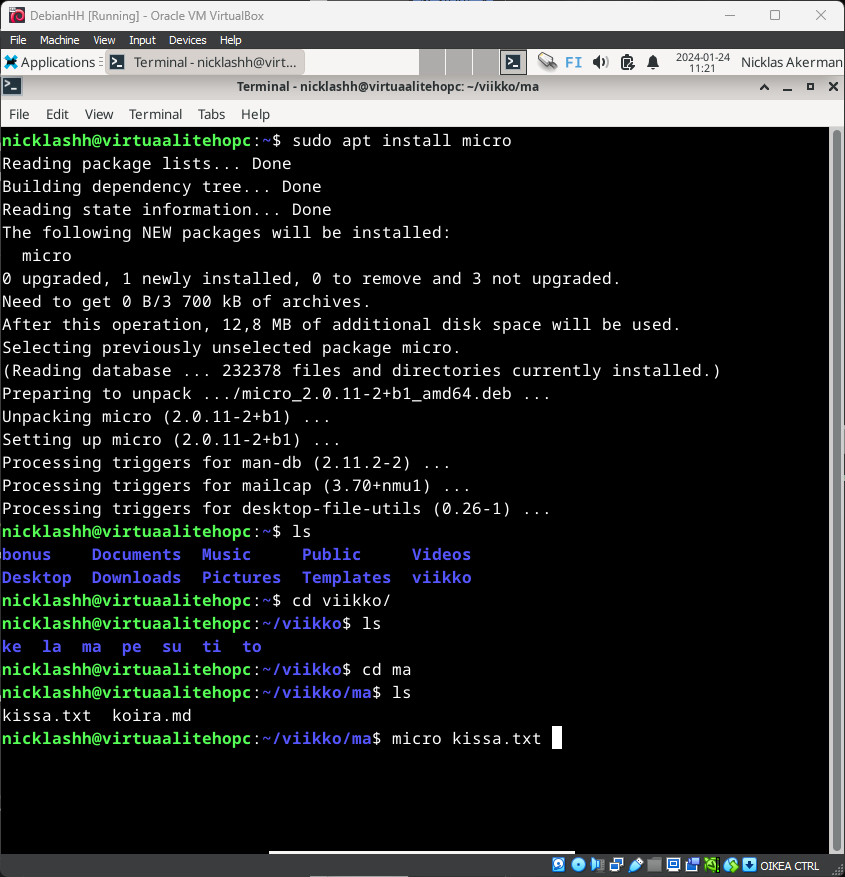 DebianHH [Running] - Oracle VM VirtualBox
File Machine View Input Devices Help
Applications Terminal - nicklashh@virt... FI 2024-01-24 11:21 Nicklas Akerman
Terminal - nicklashh@virtuaalitehopc: ~/viikko/ma
File Edit View Terminal Tabs Help
nicklashh@virtuaalitehopc:~$ sudo apt install micro
Reading package lists... Done
Building dependency tree... Done
Reading state information... Done
The following NEW packages will be installed:
  micro
0 upgraded, 1 newly installed, 0 to remove and 3 not upgraded.
Need to get 0 B/3 700 kB of archives.
After this operation, 12,8 MB of additional disk space will be used.
Selecting previously unselected package micro.
(Reading database ... 232378 files and directories currently installed.)
Preparing to unpack .../micro_2.0.11-2+b1_amd64.deb ...
Unpacking micro (2.0.11-2+b1) ...
Setting up micro (2.0.11-2+b1) ...
Processing triggers for man-db (2.11.2-2) ...
Processing triggers for mailcap (3.70+nmu1) ...
Processing triggers for desktop-file-utils (0.26-1) ...
nicklashh@virtuaalitehopc:~$ ls
bonus    Documents  Music     Public     Videos
Desktop  Downloads  Pictures  Templates  viikko
nicklashh@virtuaalitehopc:~$ cd viikko/
nicklashh@virtuaalitehopc:~/viikko$ ls
ke  la  ma  pe  su  ti  to
nicklashh@virtuaalitehopc:~/viikko$ cd ma
nicklashh@virtuaalitehopc:~/viikko/ma$ ls
kissa.txt  koira.md
nicklashh@virtuaalitehopc:~/viikko/ma$ micro kissa.txt
OIKEA CTRL